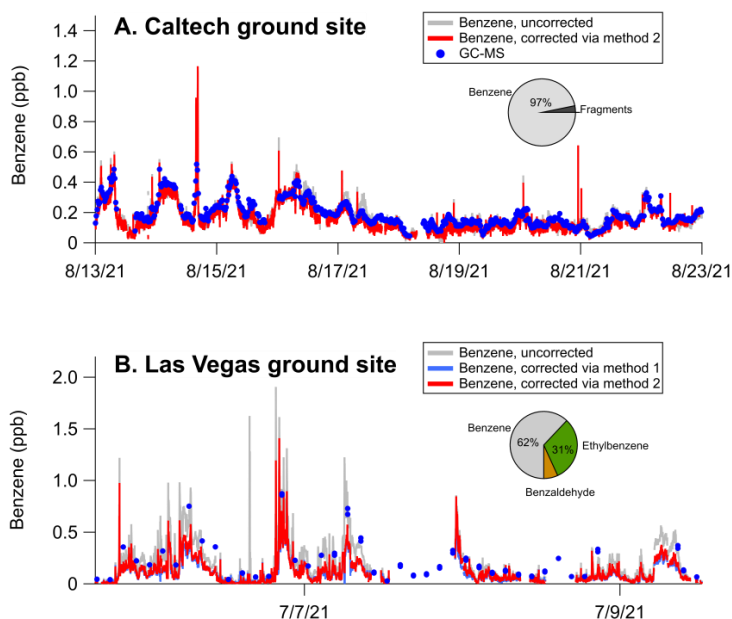 A. Caltech ground site
Benzene, uncorrected
Benzene, corrected via method 2
GC-MS
Benzene
97%
Fragments
Benzene (ppb)
1.4
1.2
1.0
0.8
0.6
0.4
0.2
0
8/13/21 8/15/21 8/17/21 8/19/21 8/21/21 8/23/21
B. Las Vegas ground site
Benzene, uncorrected
Benzene, corrected via method 1
Benzene, corrected via method 2
Benzene
62%
31%
Ethylbenzene
Benzaldehyde
Benzene (ppb)
2.0
1.5
1.0
0.5
0
7/7/21 7/9/21